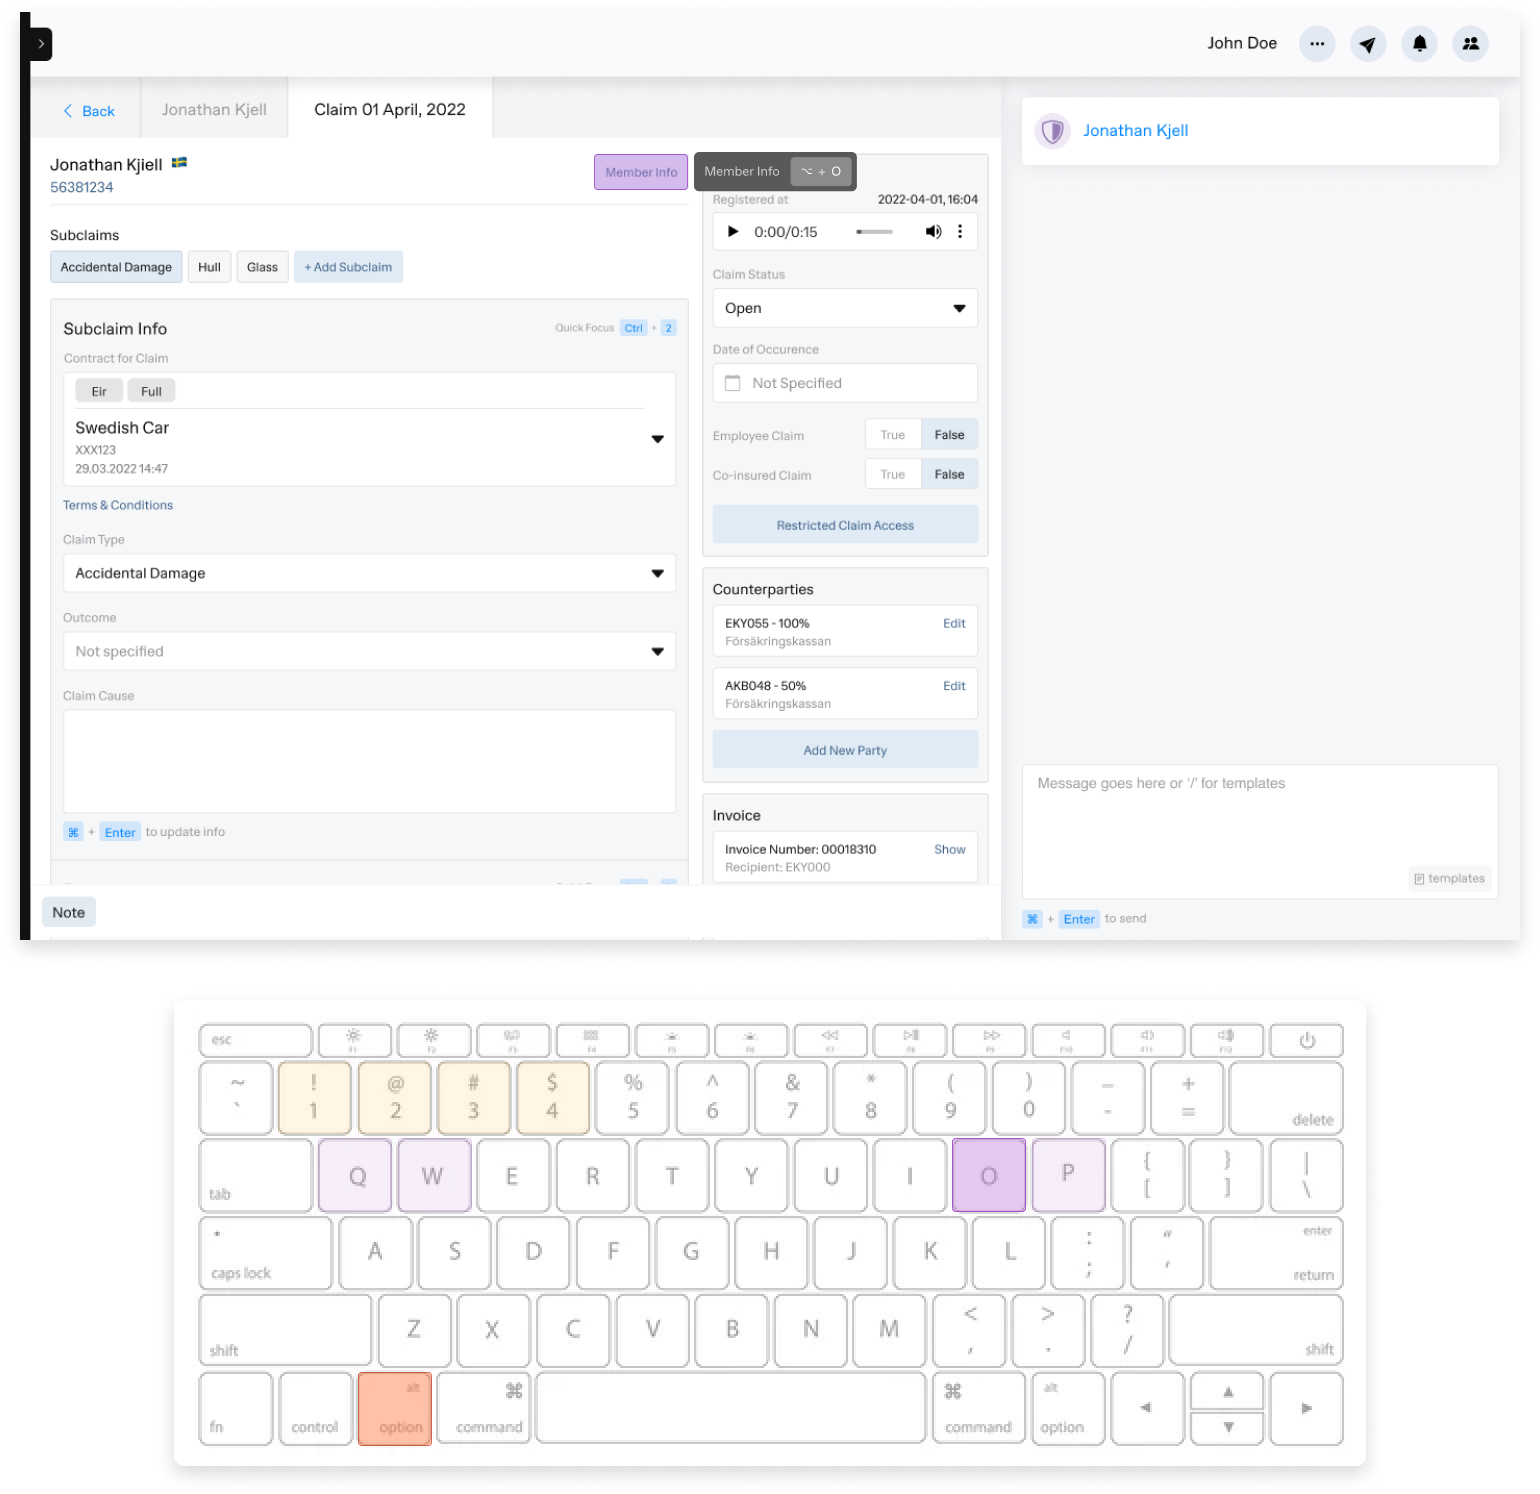 John Doe
Back
Jonathan Kjell
Claim 01 April, 2022
Jonathan Kjell
Jonathan Kjiell
56381234
Member Info
Member Info ⌥ + O
Registered at 2022-04-01, 16:04
0:00/0:15
Subclaims
Accidental Damage
Hull
Glass
+ Add Subclaim
Subclaim Info
Quick Focus Ctrl + 2
Contract for Claim
Eir
Full
Swedish Car
XXX123
29.03.2022 14:47
Terms & Conditions
Claim Type
Accidental Damage
Outcome
Not specified
Claim Cause
⌘ + Enter to update info
Note
Claim Status
Open
Date of Occurence
Not Specified
Employee Claim True False
Co-insured Claim True False
Restricted Claim Access
Counterparties
EKY055 - 100% Edit
Försäkringskassan
AKB048 - 50% Edit
Försäkringskassan
Add New Party
Invoice
Invoice Number: 00018310 Show
Recipient: EKY000
Message goes here or '/' for templates
templates
⌘ + Enter to send
esc F1 F2 F3 F4 F5 F6 F7 F8 F9 F10 F11 F12
~ ! @ # $ % ^ & * ( ) _ +
` 1 2 3 4 5 6 7 8 9 0 - = delete
tab Q W E R T Y U I O P { [ } ] | \
caps lock A S D F G H J K L : ; " ' enter return
shift Z X C V B N M < , > . ? / shift
fn control alt option ⌘ command ⌘ command alt option